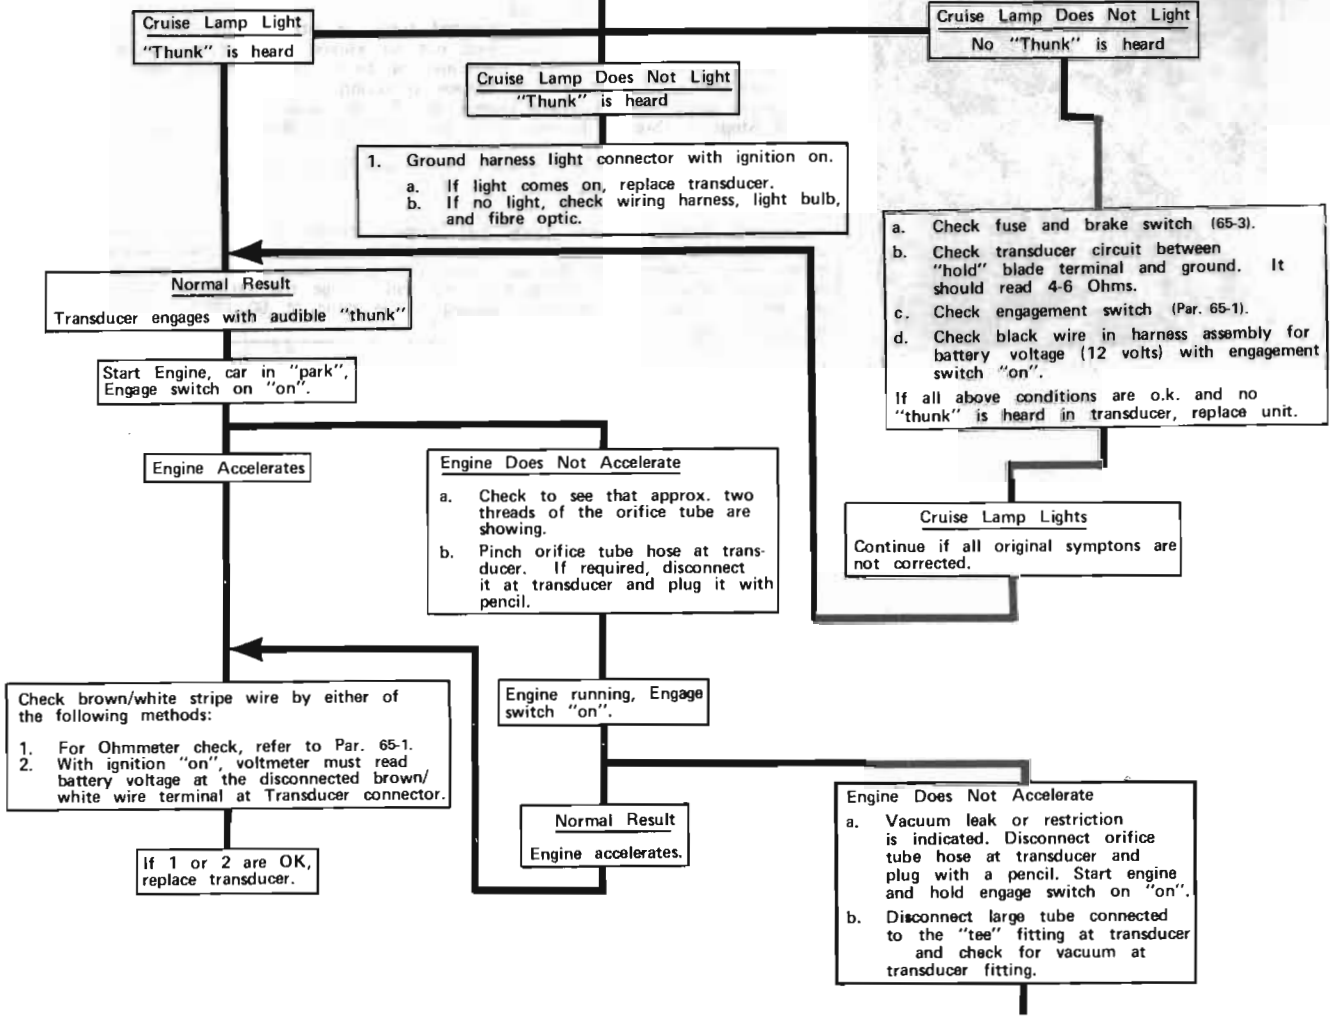 Cruise Lamp Light
"Thunk" is heard
Cruise Lamp Does Not Light
"Thunk" is heard
Cruise Lamp Does Not Light
No "Thunk" is heard
1. Ground harness light connector with ignition on.
a. If light comes on, replace transducer.
b. If no light, check wiring harness, light bulb,
and fibre optic.
a. Check fuse and brake switch (65-3).
b. Check transducer circuit between
"hold" blade terminal and ground. It
should read 4-6 Ohms.
c. Check engagement switch (Par. 65-1).
d. Check black wire in harness assembly for
battery voltage (12 volts) with engagement
switch "on".
If all above conditions are o.k. and no
"thunk" is heard in transducer, replace unit.
Normal Result
Transducer engages with audible "thunk"
Start Engine, car in "park",
Engage switch on "on".
Engine Accelerates
Engine Does Not Accelerate
a. Check to see that approx. two
threads of the orifice tube are
showing.
b. Pinch orifice tube hose at trans-
ducer. If required, disconnect
it at transducer and plug it with
pencil.
Cruise Lamp Lights
Continue if all original symptons are
not corrected.
Check brown/white stripe wire by either of
the following methods:
1. For Ohmmeter check, refer to Par. 65-1.
2. With ignition "on", voltmeter must read
battery voltage at the disconnected brown/
white wire terminal at Transducer connector.
If 1 or 2 are OK,
replace transducer.
Engine running, Engage
switch "on".
Normal Result
Engine accelerates.
Engine Does Not Accelerate
a. Vacuum leak or restriction
is indicated. Disconnect orifice
tube hose at transducer and
plug with a pencil. Start engine
and hold engage switch on "on".
b. Disconnect large tube connected
to the "tee" fitting at transducer
and check for vacuum at
transducer fitting.